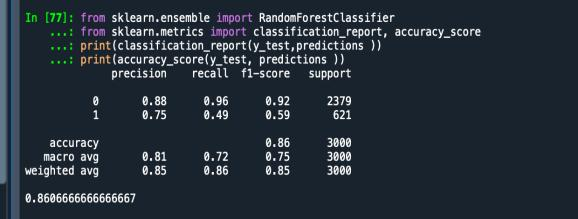 In [77]: from sklearn.ensemble import RandomForestClassifier
...: from sklearn.metrics import classification_report, accuracy_score
...: print(classification_report(y_test,predictions ))
...: print(accuracy_score(y_test, predictions ))
precision recall f1-score support
0 0.88 0.96 0.92 2379
1 0.75 0.49 0.59 621
accuracy 0.86 3000
macro avg 0.81 0.72 0.75 3000
weighted avg 0.85 0.86 0.85 3000
0.8606666666666667